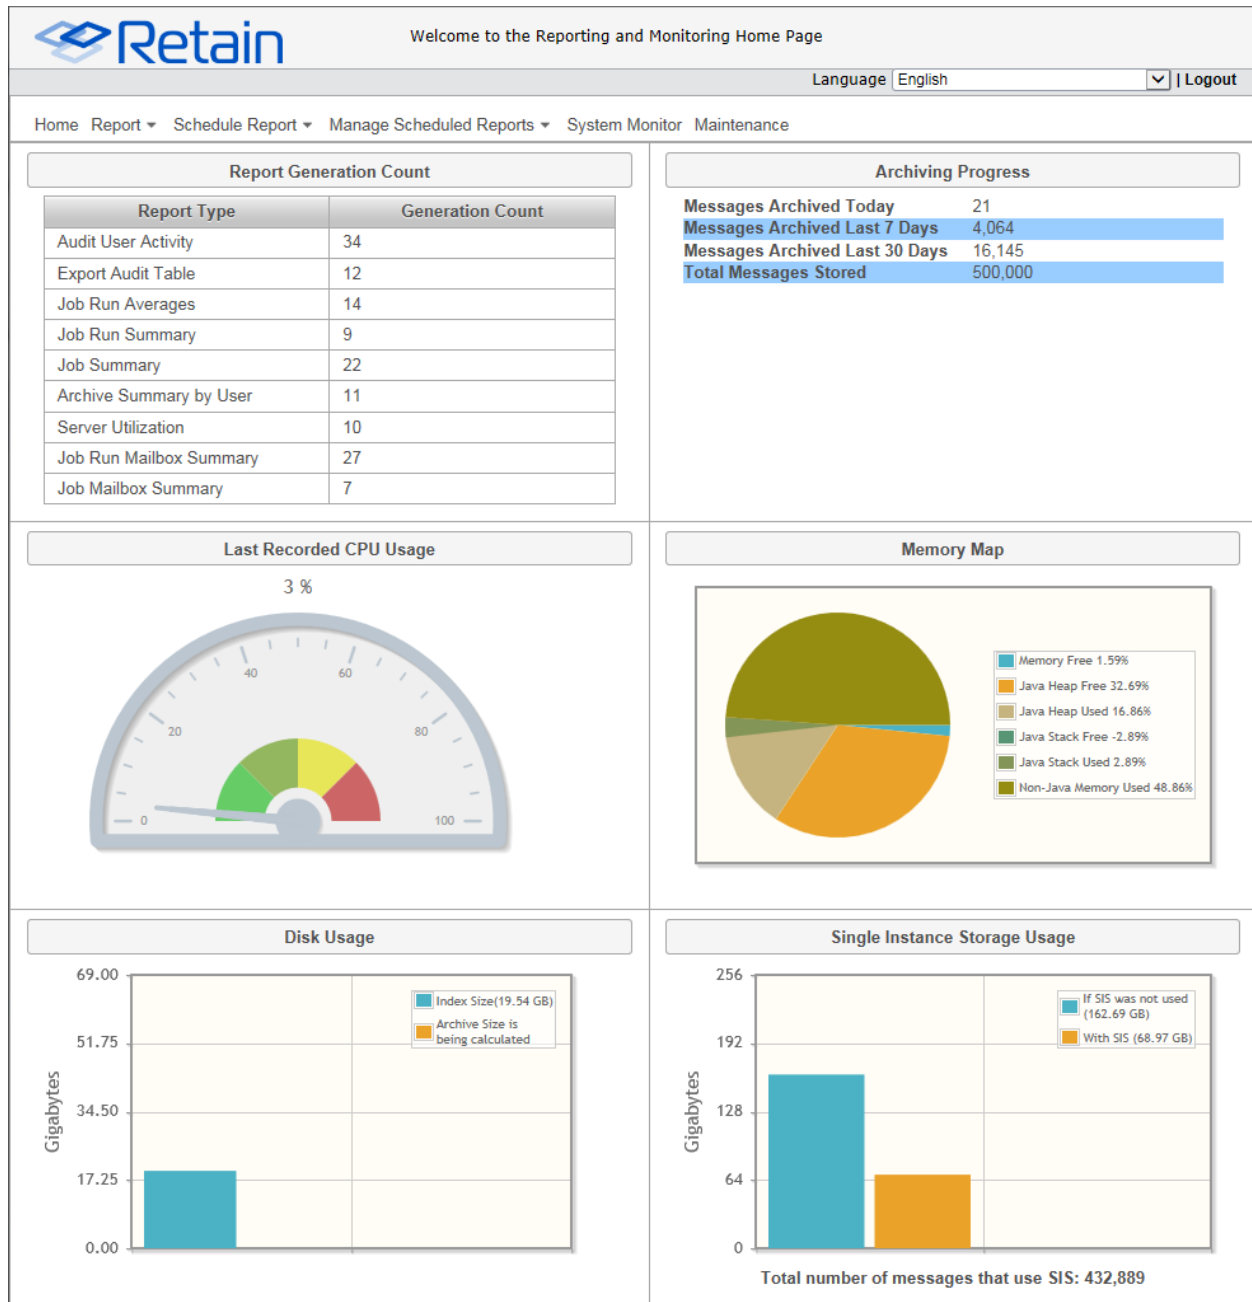 Retain
Welcome to the Reporting and Monitoring Home Page
Language English | Logout
Home Report Schedule Report Manage Scheduled Reports System Monitor Maintenance
Report Generation Count
Report Type Generation Count
Audit User Activity 34
Export Audit Table 12
Job Run Averages 14
Job Run Summary 9
Job Summary 22
Archive Summary by User 11
Server Utilization 10
Job Run Mailbox Summary 27
Job Mailbox Summary 7
Archiving Progress
Messages Archived Today 21
Messages Archived Last 7 Days 4,064
Messages Archived Last 30 Days 16,145
Total Messages Stored 500,000
Last Recorded CPU Usage
3 %
40 60
20 80
0 100
Memory Map
Memory Free 1.59%
Java Heap Free 32.69%
Java Heap Used 16.86%
Java Stack Free -2.89%
Java Stack Used 2.89%
Non-Java Memory Used 48.86%
Disk Usage
69.00
51.75
34.50
17.25
0.00
Gigabytes
Index Size(19.54 GB)
Archive Size is
being calculated
Single Instance Storage Usage
256
192
128
64
0
Gigabytes
If SIS was not used
(162.69 GB)
With SIS (68.97 GB)
Total number of messages that use SIS: 432,889